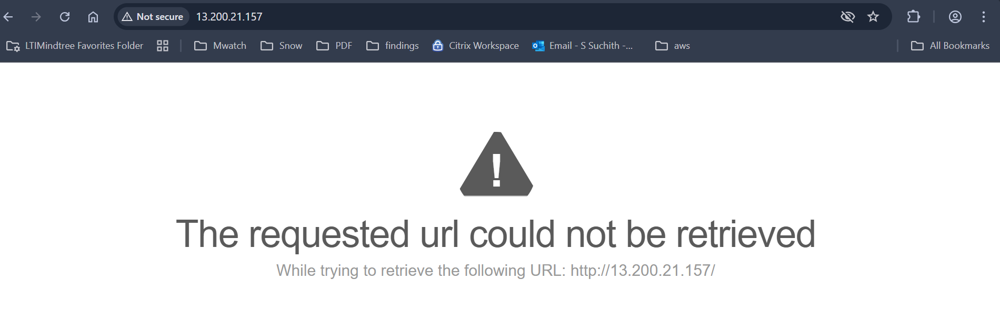 Not secure 13.200.21.157
LTIMindtree Favorites Folder Mwatch Snow PDF findings Citrix Workspace Email - S Suchith -... aws All Bookmarks
!
The requested url could not be retrieved
While trying to retrieve the following URL: http://13.200.21.157/